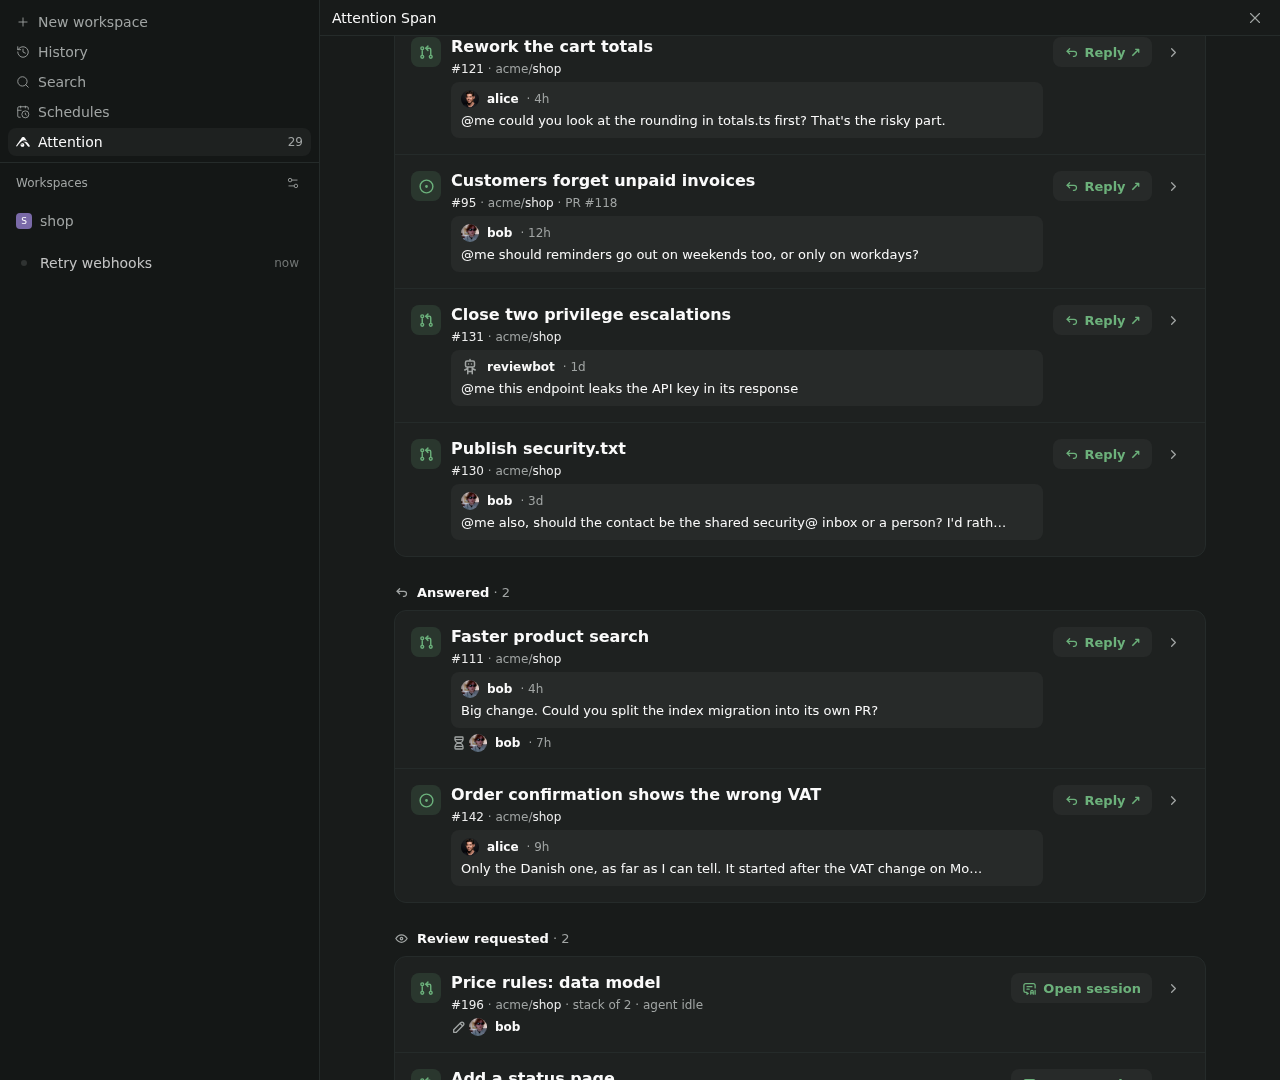 New workspace
History
Search
Schedules
Attention 29
Workspaces
S shop
Retry webhooks now
Attention Span
Rework the cart totals
#121 · acme/shop
Reply ↗
alice · 4h
@me could you look at the rounding in totals.ts first? That's the risky part.
Customers forget unpaid invoices
#95 · acme/shop · PR #118
Reply ↗
bob · 12h
@me should reminders go out on weekends too, or only on workdays?
Close two privilege escalations
#131 · acme/shop
Reply ↗
reviewbot · 1d
@me this endpoint leaks the API key in its response
Publish security.txt
#130 · acme/shop
Reply ↗
bob · 3d
@me also, should the contact be the shared security@ inbox or a person? I'd rath…
Answered · 2
Faster product search
#111 · acme/shop
Reply ↗
bob · 4h
Big change. Could you split the index migration into its own PR?
bob · 7h
Order confirmation shows the wrong VAT
#142 · acme/shop
Reply ↗
alice · 9h
Only the Danish one, as far as I can tell. It started after the VAT change on Mo…
Review requested · 2
Price rules: data model
#196 · acme/shop · stack of 2 · agent idle
Open session
bob
Add a status page